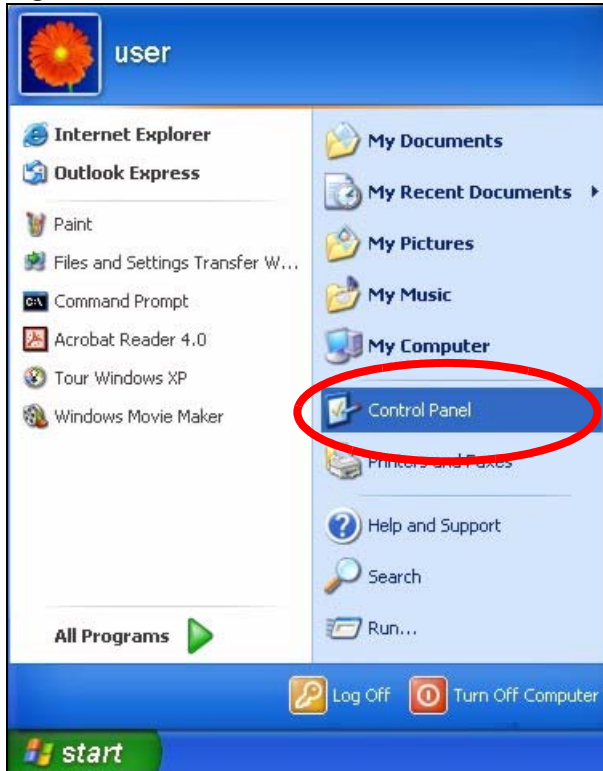 user
Internet Explorer
Outlook Express
Paint
Files and Settings Transfer W...
Command Prompt
Acrobat Reader 4.0
Tour Windows XP
Windows Movie Maker
All Programs
My Documents
My Recent Documents
My Pictures
My Music
My Computer
Control Panel
Printers and Faxes
Help and Support
Search
Run...
Log Off
Turn Off Computer
start